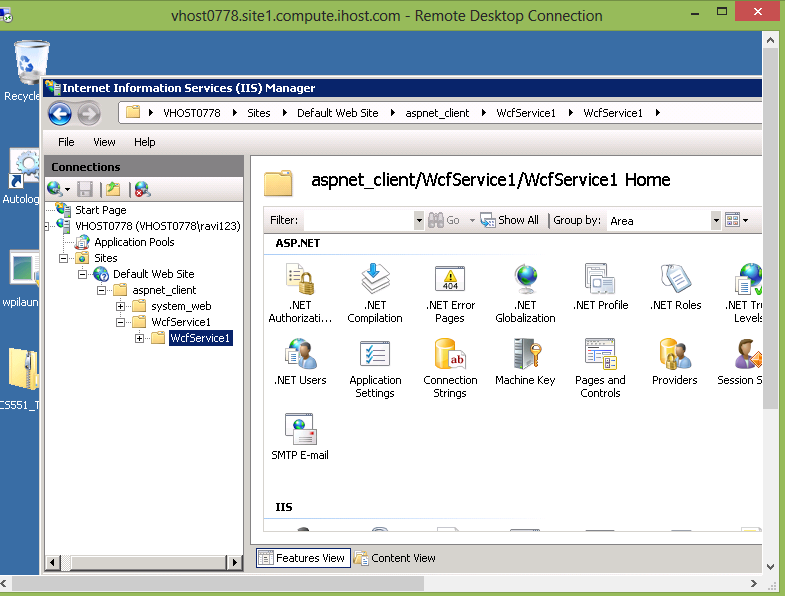 vhost0778.site1.compute.ihost.com - Remote Desktop Connection
Recycle
Autolog
wpilaun
CS551_T
Internet Information Services (IIS) Manager
VHOST0778 Sites Default Web Site aspnet_client WcfService1 WcfService1
File View Help
Connections
Start Page
VHOST0778 (VHOST0778\ravi123)
Application Pools
Sites
Default Web Site
aspnet_client
system_web
WcfService1
WcfService1
aspnet_client/WcfService1/WcfService1 Home
Filter: Go Show All Group by: Area
ASP.NET
.NET Authorizati...
.NET Compilation
.NET Error Pages
404
.NET Globalization
.NET Profile
.NET Roles
.NET Tru
Levels
.NET Users
Application Settings
ab
Connection Strings
Machine Key
Pages and Controls
Providers
Session S
SMTP E-mail
IIS
Features View Content View